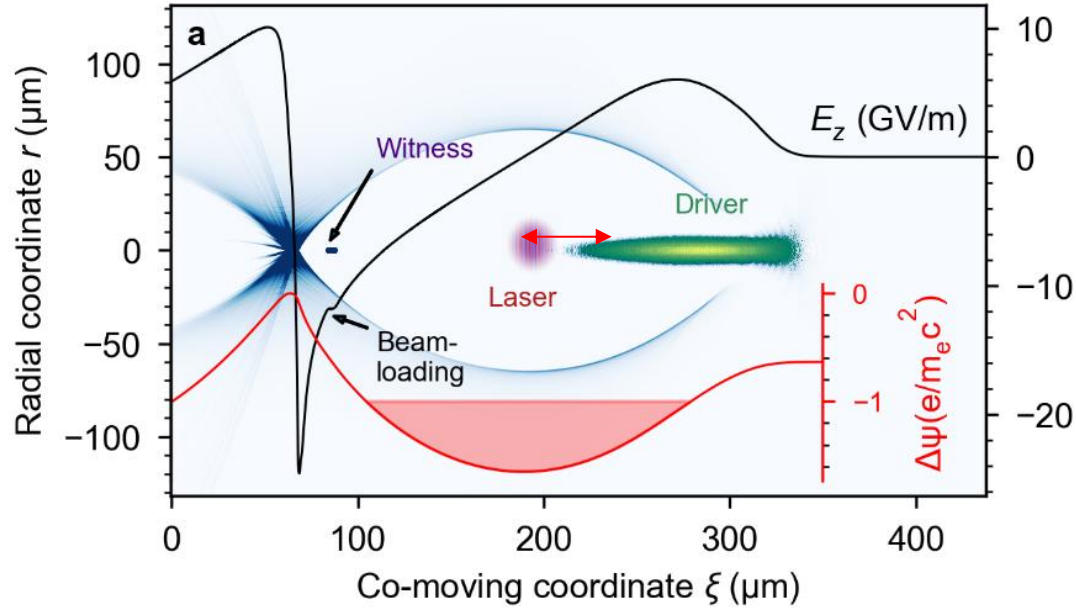 a
Radial coordinate r (μm)
100
50
0
−50
−100
Witness
Laser
Driver
Beam-
loading
E_z (GV/m)
10
0
−10
−20
0
−1
Δψ(e/m_e c^2)
0
100
200
300
400
Co-moving coordinate ξ (μm)